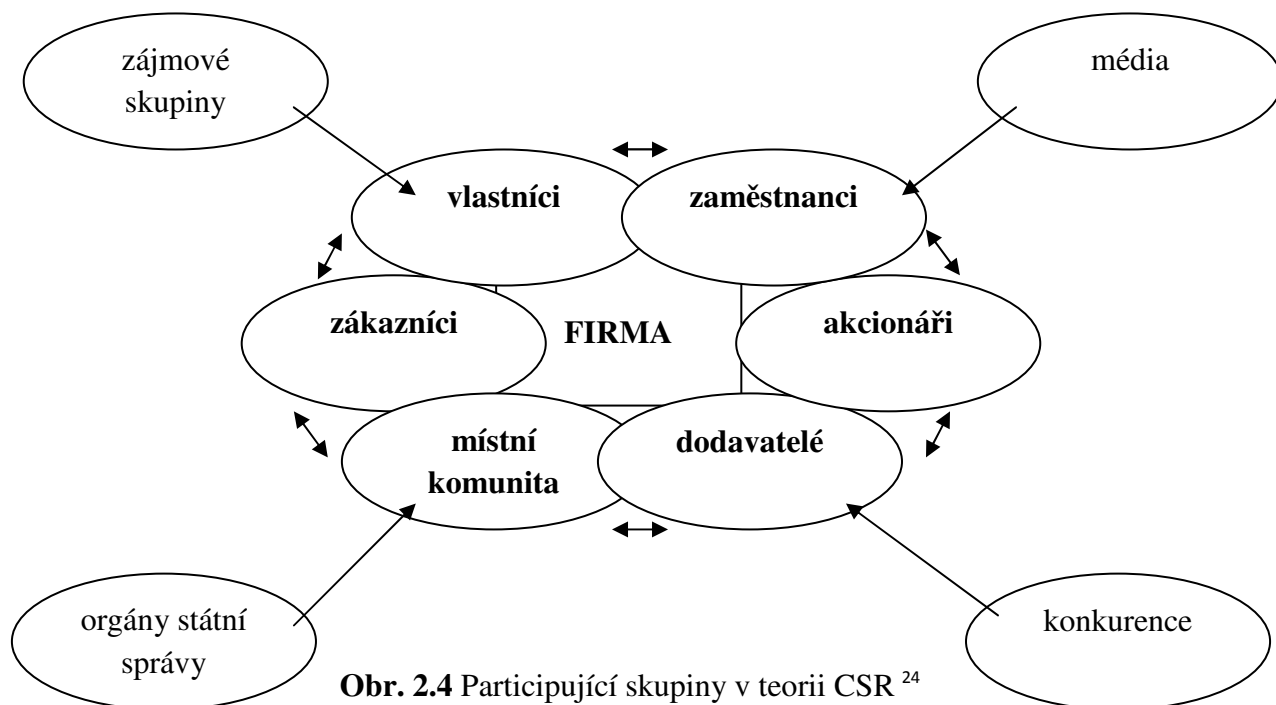 zájmové
skupiny
média
vlastníci
zaměstnanci
zákazníci
FIRMA
akcionáři
místní
komunita
dodavatelé
orgány státní
správy
konkurence
Obr. 2.4 Participující skupiny v teorii CSR 24